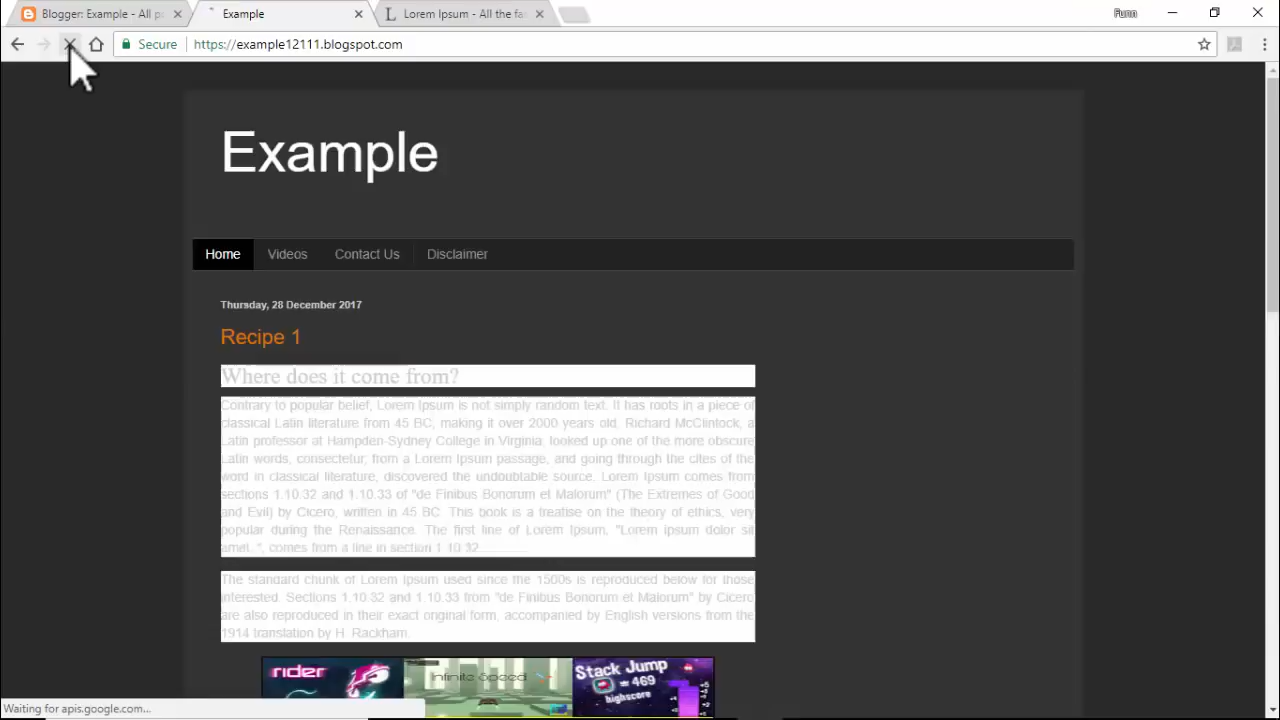 Blogger: Example - All p
Example
Lorem Ipsum - All the fa
Punn
Secure
https://example12111.blogspot.com
Example
Home
Videos
Contact Us
Disclaimer
Thursday, 28 December 2017
Recipe 1
Where does it come from?
Contrary to popular belief, Lorem Ipsum is not simply random text. It has roots in a piece of
classical Latin literature from 45 BC, making it over 2000 years old. Richard McClintock, a
Latin professor at Hampden-Sydney College in Virginia, looked up one of the more obscure
Latin words, consectetur, from a Lorem Ipsum passage, and going through the cites of the
word in classical literature, discovered the undoubtable source. Lorem Ipsum comes from
sections 1.10.32 and 1.10.33 of "de Finibus Bonorum et Malorum" (The Extremes of Good
and Evil) by Cicero, written in 45 BC. This book is a treatise on the theory of ethics, very
popular during the Renaissance. The first line of Lorem Ipsum, "Lorem ipsum dolor sit
amet..", comes from a line in section 1.10.32..............
The standard chunk of Lorem Ipsum used since the 1500s is reproduced below for those
interested. Sections 1.10.32 and 1.10.33 from "de Finibus Bonorum et Malorum" by Cicero
are also reproduced in their exact original form, accompanied by English versions from the
1914 translation by H. Rackham.
rider
Infinite Speed
Stack Jump
= 469
highscore
Waiting for apis.google.com...